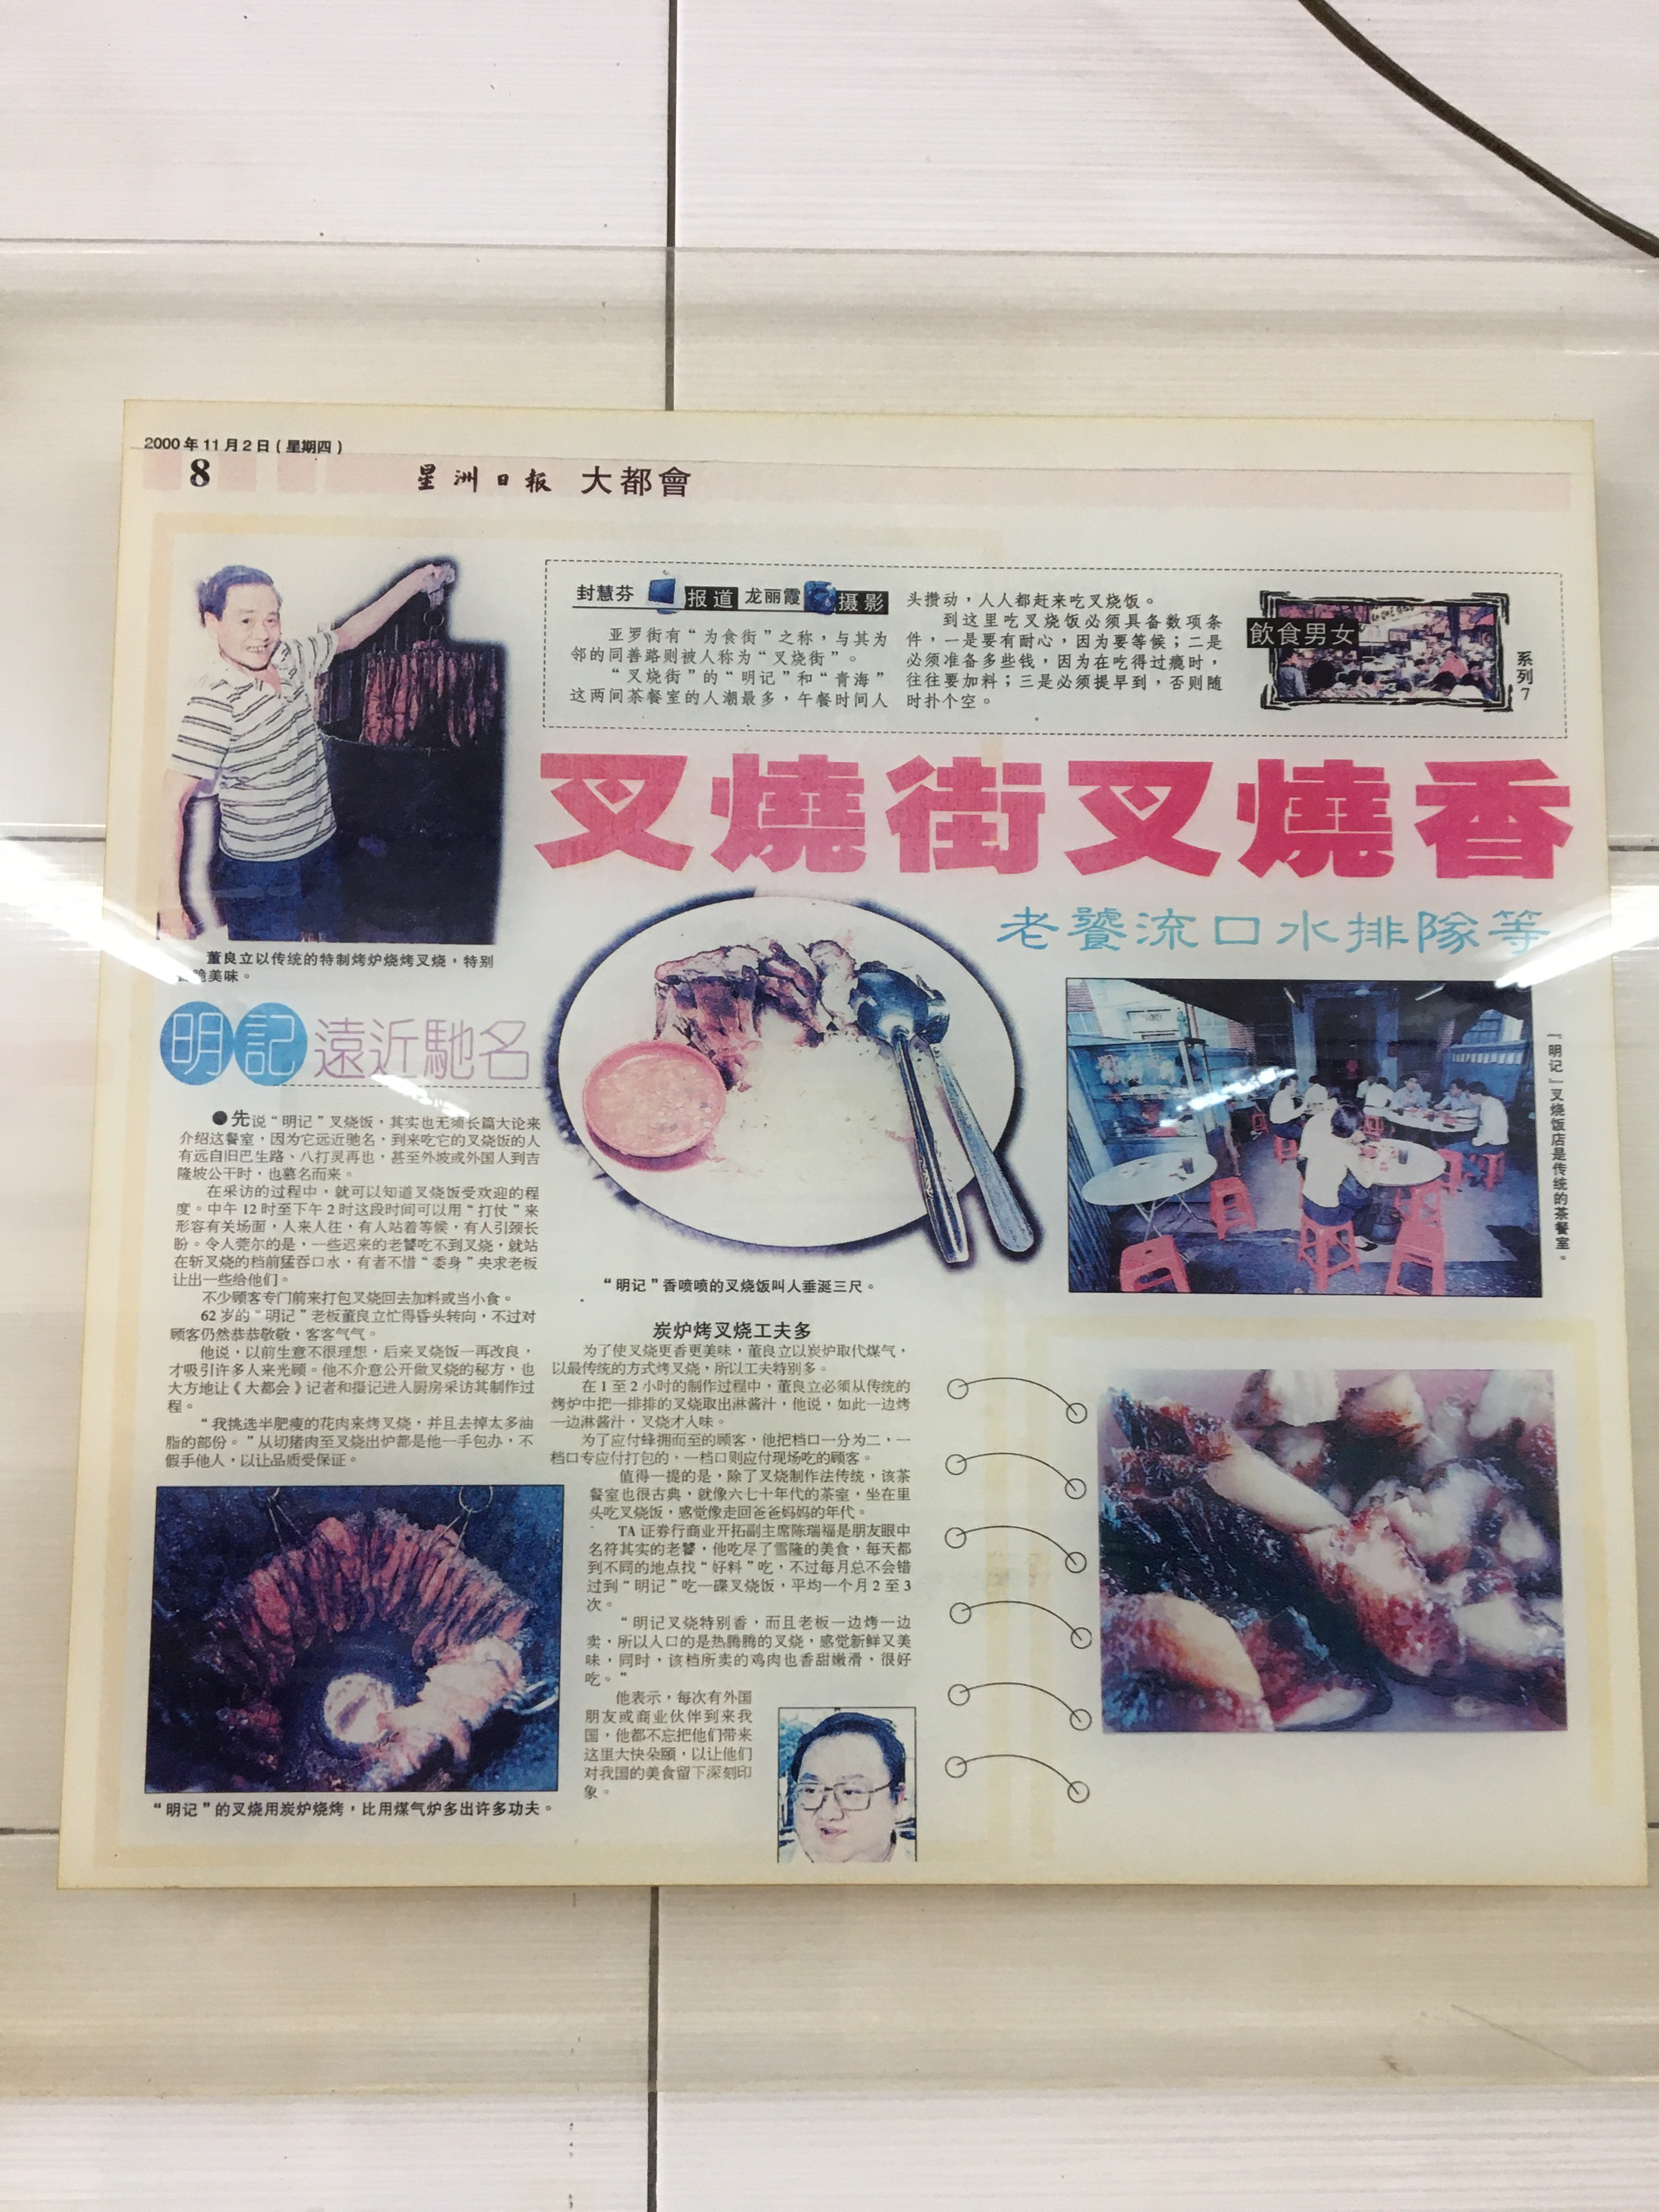 2000年11月2日(星期四)
8
星洲日报 大都會
封慧芬 报道 龙丽霞 摄影
亚罗街有“为食街”之称，与其为
邻的同善路则被人称为“叉烧街”。
“叉烧街”的“明记”和“青海”
这两间茶餐室的人潮最多，午餐时间人
头攒动，人人都赶来吃叉烧饭。
到这里吃叉烧饭必须具备数项条
件，一是要有耐心，因为要等候；二是
必须准备多些钱，因为在吃得过瘾时，
往往要加料；三是必须提早到，否则随
时扑个空。
飲食男女
系列7
叉燒街叉燒香
老饕流口水排隊等
董良立以传统的特制烤炉烧烤叉烧，特别
脆美味。
明記遠近馳名
●先说“明记”叉烧饭，其实也无须长篇大论来
介绍这餐室，因为它远近驰名，到来吃它的叉烧饭的人
有远自旧巴生路、八打灵再也，甚至外坡或外国人到吉
隆坡公干时，也慕名而来。
在采访的过程中，就可以知道叉烧饭受欢迎的程
度。中午12时至下午2时这段时间可以用“打仗”来
形容有关场面，人来人往，有人站着等候，有人引颈长
盼。令人莞尔的是，一些迟来的老饕吃不到叉烧，就站
在斩叉烧的档前猛吞口水，有者不惜“委身”央求老板
让出一些给他们。
不少顾客专门前来打包叉烧回去加料或当小食。
62岁的“明记”老板董良立忙得昏头转向，不过对
顾客仍然恭恭敬敬，客客气气。
他说，以前生意不很理想，后来叉烧饭一再改良，
才吸引许多人来光顾。他不介意公开做叉烧的秘方，也
大方地让《大都会》记者和摄记进入厨房采访其制作过
程。
“我挑选半肥瘦的花肉来烤叉烧，并且去掉太多油
脂的部份。”从切猪肉至叉烧出炉都是他一手包办，不
假手他人，以让品质受保证。
“明记”的叉烧用炭炉烧烤，比用煤气炉多出许多功夫。
“明记”香喷喷的叉烧饭叫人垂涎三尺。
炭炉烤叉烧工夫多
为了使叉烧更香更美味，董良立以炭炉取代煤气，
以最传统的方式烤叉烧，所以工夫特别多。
在1至2小时的制作过程中，董良立必须从传统的
烤炉中把一排排的叉烧取出淋酱汁，他说，如此一边烤
一边淋酱汁，叉烧才入味。
为了应付蜂拥而至的顾客，他把档口一分为二，一
档口专应付打包的，一档口则应付现场吃的顾客。
值得一提的是，除了叉烧制作法传统，该茶
餐室也很古典，就像六七十年代的茶室，坐在里
头吃叉烧饭，感觉像走回爸爸妈妈的年代。
TA证券行商业开拓副主席陈瑞福是朋友眼中
名符其实的老饕，他吃尽了雪隆的美食，每天都
到不同的地点找“好料”吃，不过每月总不会错
过到“明记”吃一碟叉烧饭，平均一个月2至3
次。
“明记叉烧特别香，而且老板一边烤一边
卖，所以入口的是热腾腾的叉烧，感觉新鲜又美
味，同时，该档所卖的鸡肉也香甜嫩滑，很好
吃。”
他表示，每次有外国
朋友或商业伙伴到来我
国，他都不忘把他们带来
这里大快朵颐，以让他们
对我国的美食留下深刻印
象。
「明记」叉烧饭店是传统的茶餐室。